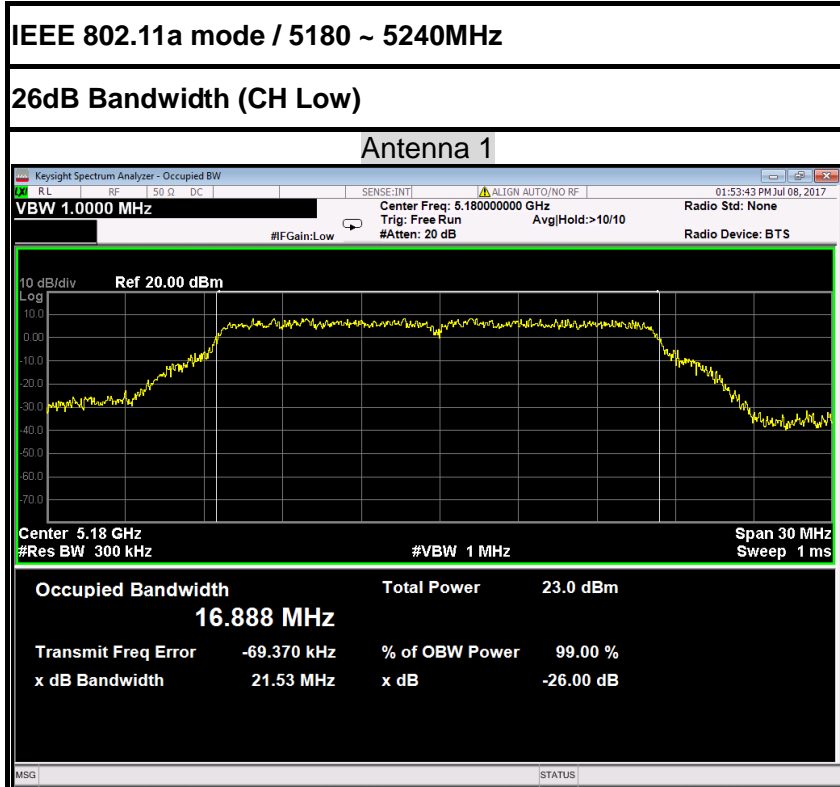 IEEE 802.11a mode / 5180 ~ 5240MHz
26dB Bandwidth (CH Low)
Antenna 1
Keysight Spectrum Analyzer - Occupied BW
LXI RL RF 50 Ω DC SENSE:INT ALIGN AUTO/NO RF 01:53:43 PM Jul 08, 2017
VBW 1.0000 MHz Center Freq: 5.180000000 GHz Radio Std: None
Trig: Free Run Avg|Hold:>10/10
#IFGain:Low #Atten: 20 dB Radio Device: BTS
10 dB/div Ref 20.00 dBm
Log
10.0
0.00
-10.0
-20.0
-30.0
-40.0
-50.0
-60.0
-70.0
Center 5.18 GHz Span 30 MHz
#Res BW 300 kHz #VBW 1 MHz Sweep 1 ms
Occupied Bandwidth Total Power 23.0 dBm
16.888 MHz
Transmit Freq Error -69.370 kHz % of OBW Power 99.00 %
x dB Bandwidth 21.53 MHz x dB -26.00 dB
MSG STATUS